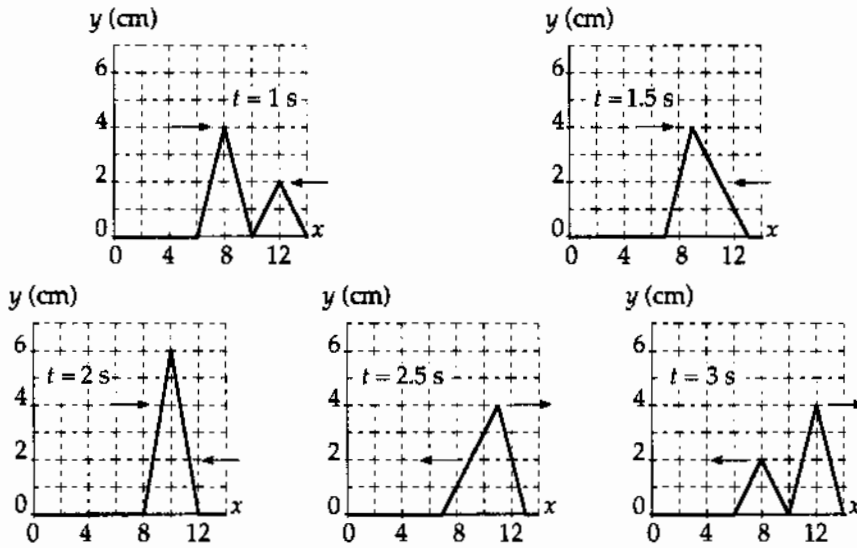 y (cm)
6
4
2
0
t = 1 s
0 4 8 12 x
y (cm)
6
4
2
0
t = 1.5 s
0 4 8 12 x
y (cm)
6
4
2
0
t = 2 s
0 4 8 12 x
y (cm)
6
4
2
0
t = 2.5 s
0 4 8 12 x
y (cm)
6
4
2
0
t = 3 s
0 4 8 12 x